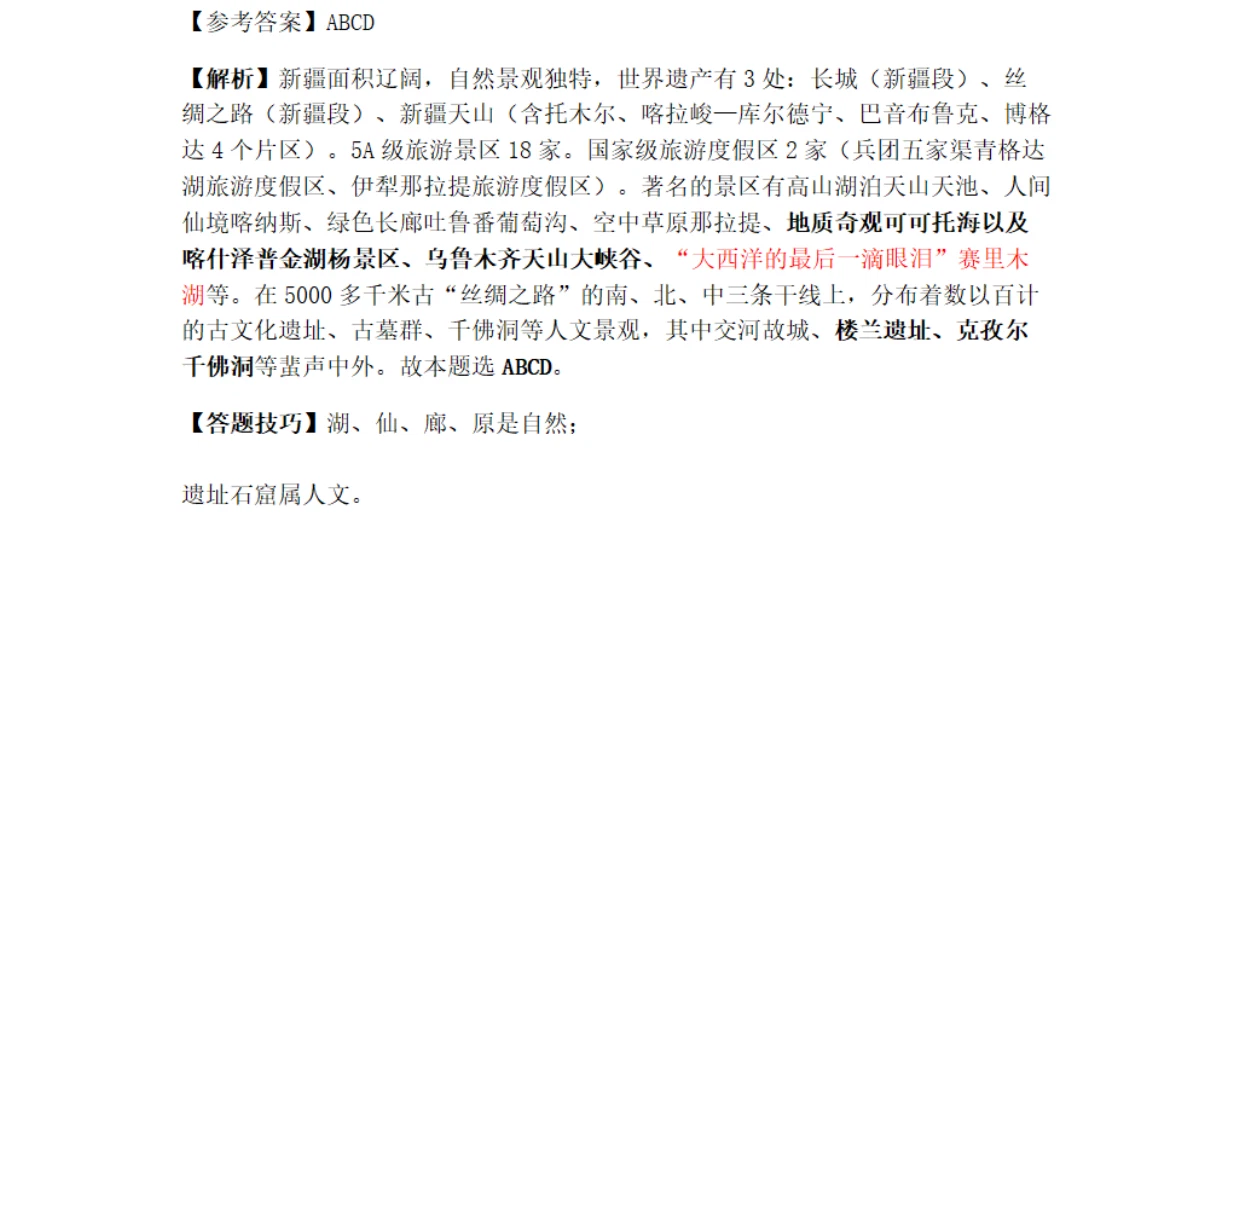 【参考答案】ABCD
【解析】新疆面积辽阔，自然景观独特，世界遗产有 3 处：长城（新疆段）、丝
绸之路（新疆段）、新疆天山（含托木尔、喀拉峻—库尔德宁、巴音布鲁克、博格
达 4 个片区）。5A 级旅游景区 18 家。国家级旅游度假区 2 家（兵团五家渠青格达
湖旅游度假区、伊犁那拉提旅游度假区）。著名的景区有高山湖泊天山天池、人间
仙境喀纳斯、绿色长廊吐鲁番葡萄沟、空中草原那拉提、地质奇观可可托海以及
喀什泽普金湖杨景区、乌鲁木齐天山大峡谷、“大西洋的最后一滴眼泪”赛里木
湖等。在 5000 多千米古“丝绸之路”的南、北、中三条干线上，分布着数以百计
的古文化遗址、古墓群、千佛洞等人文景观，其中交河故城、楼兰遗址、克孜尔
千佛洞等蜚声中外。故本题选 ABCD。
【答题技巧】湖、仙、廊、原是自然；
遗址石窟属人文。